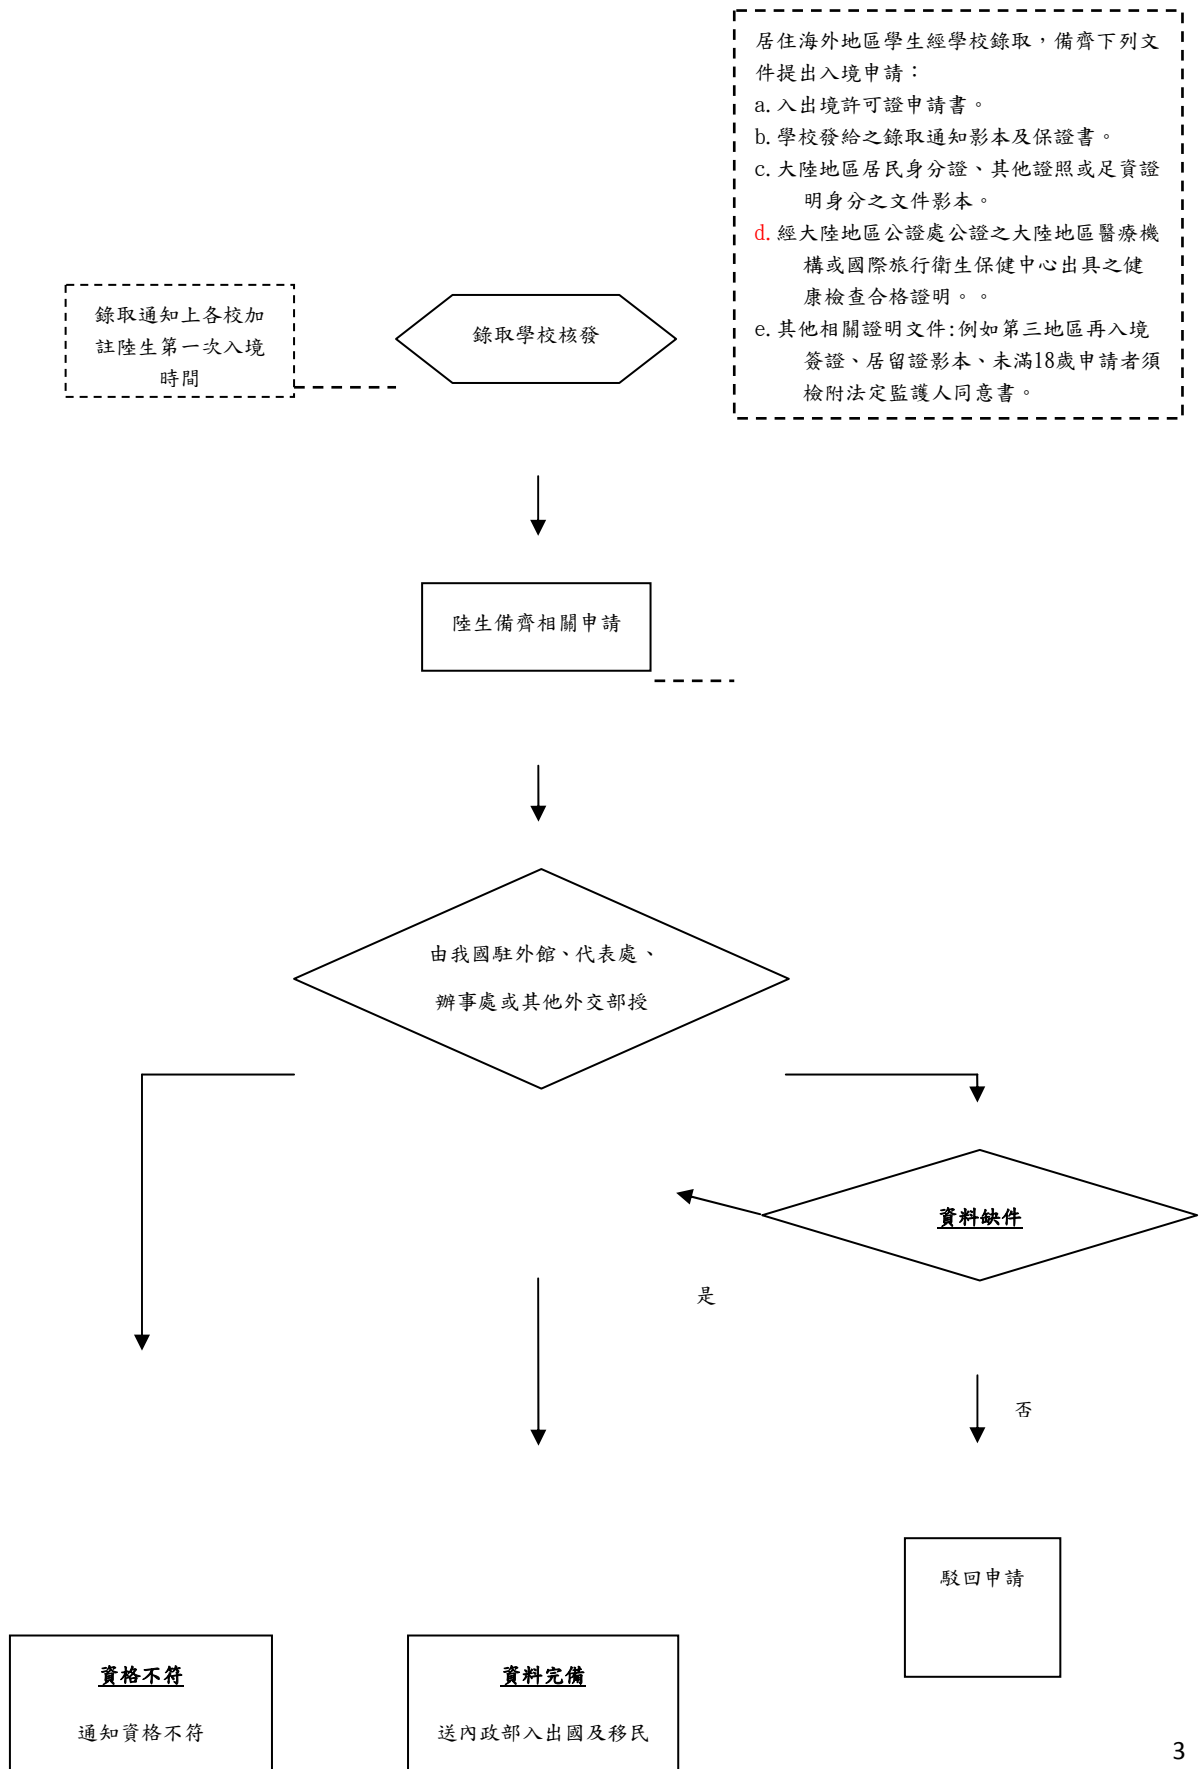 居住海外地區學生經學校錄取，備齊下列文
件提出入境申請：
a. 入出境許可證申請書。
b. 學校發給之錄取通知影本及保證書。
c. 大陸地區居民身分證、其他證照或足資證
明身分之文件影本。
d. 經大陸地區公證處公證之大陸地區醫療機
構或國際旅行衛生保健中心出具之健
康檢查合格證明。。
e. 其他相關證明文件:例如第三地區再入境
簽證、居留證影本、未滿18歲申請者須
檢附法定監護人同意書。
錄取通知上各校加
註陸生第一次入境
時間
錄取學校核發
陸生備齊相關申請
由我國駐外館、代表處、
辦事處或其他外交部授
資料缺件
是
否
駁回申請
資格不符
通知資格不符
資料完備
送內政部入出國及移民
3